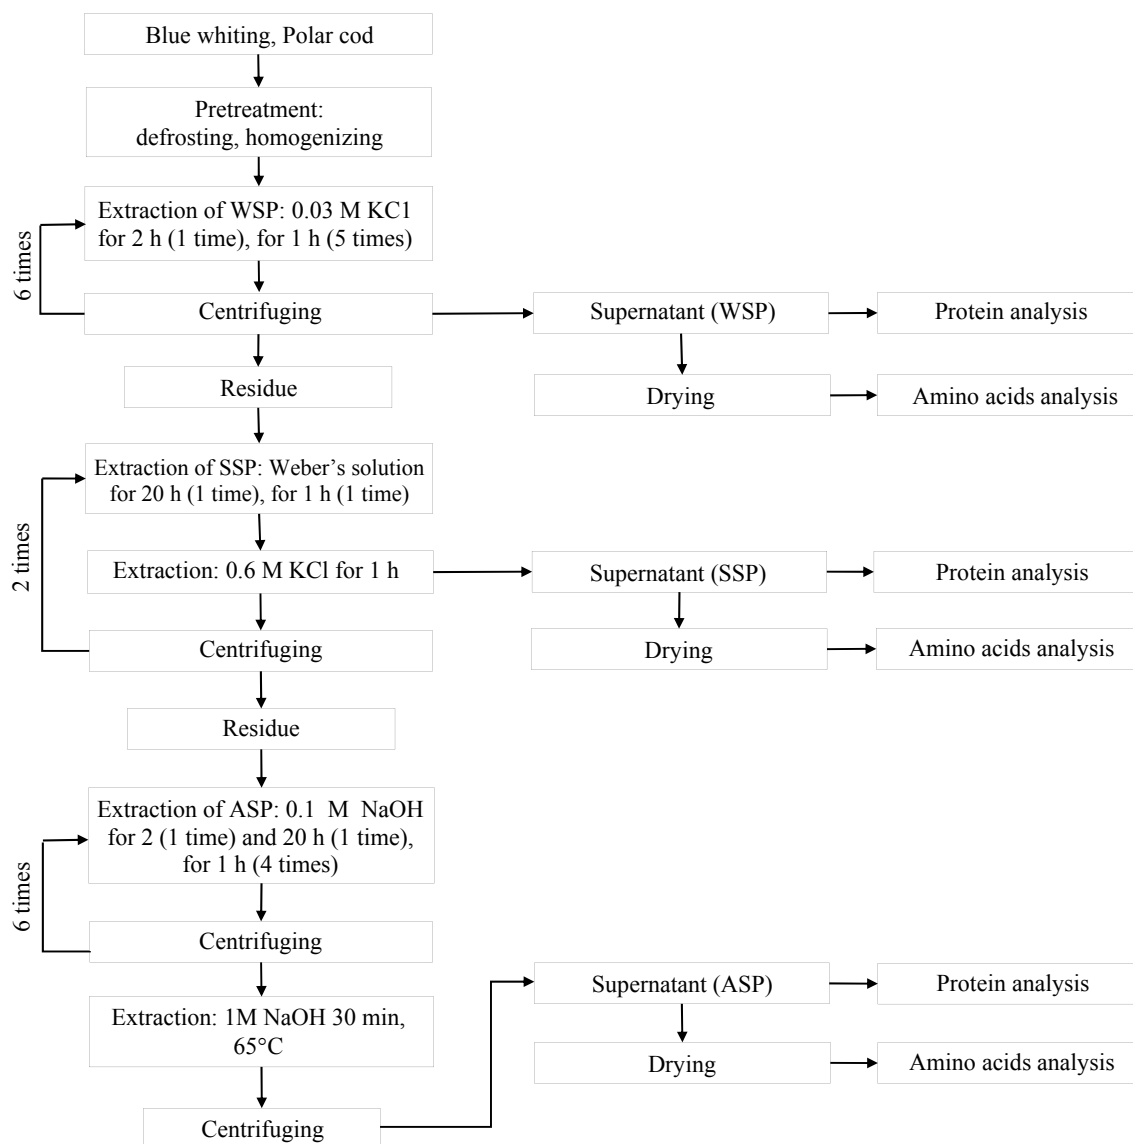 Blue whiting, Polar cod
Pretreatment:
defrosting, homogenizing
Extraction of WSP: 0.03 M KC1
for 2 h (1 time), for 1 h (5 times)
6 times
Centrifuging
Supernatant (WSP)
Protein analysis
Residue
Drying
Amino acids analysis
Extraction of SSP: Weber’s solution
for 20 h (1 time), for 1 h (1 time)
2 times
Extraction: 0.6 M KCl for 1 h
Supernatant (SSP)
Protein analysis
Centrifuging
Drying
Amino acids analysis
Residue
Extraction of ASP: 0.1 M NaOH
for 2 (1 time) and 20 h (1 time),
for 1 h (4 times)
6 times
Centrifuging
Supernatant (ASP)
Protein analysis
Extraction: 1M NaOH 30 min,
65°C
Drying
Amino acids analysis
Centrifuging